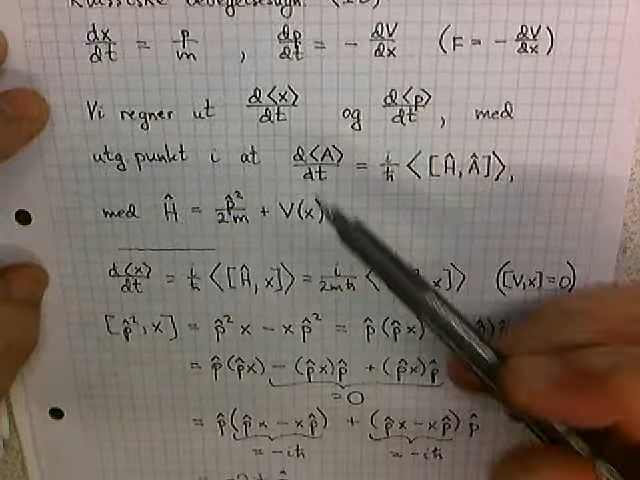 dx/dt = p/m , dp/dt = - ∂V/∂x (F = - ∂V/∂x)
Vi regner ut d⟨x⟩/dt og d⟨p⟩/dt, med
utg.punkt i at d⟨A⟩/dt = i/ħ ⟨[Ĥ, Â]⟩,
med Ĥ = p̂²/2m + V(x)
d⟨x⟩/dt = i/ħ ⟨[Ĥ, x]⟩ = i/2mħ ⟨ ², x]⟩ ([V,x]=0)
[p̂², x] = p̂²x - xp̂² = p̂(p̂x)
= p̂(p̂x) - (p̂x)p̂ + (p̂x)p̂
= 0
= p̂(p̂x - xp̂) + (p̂x - xp̂)p̂
= -iħ = -iħ